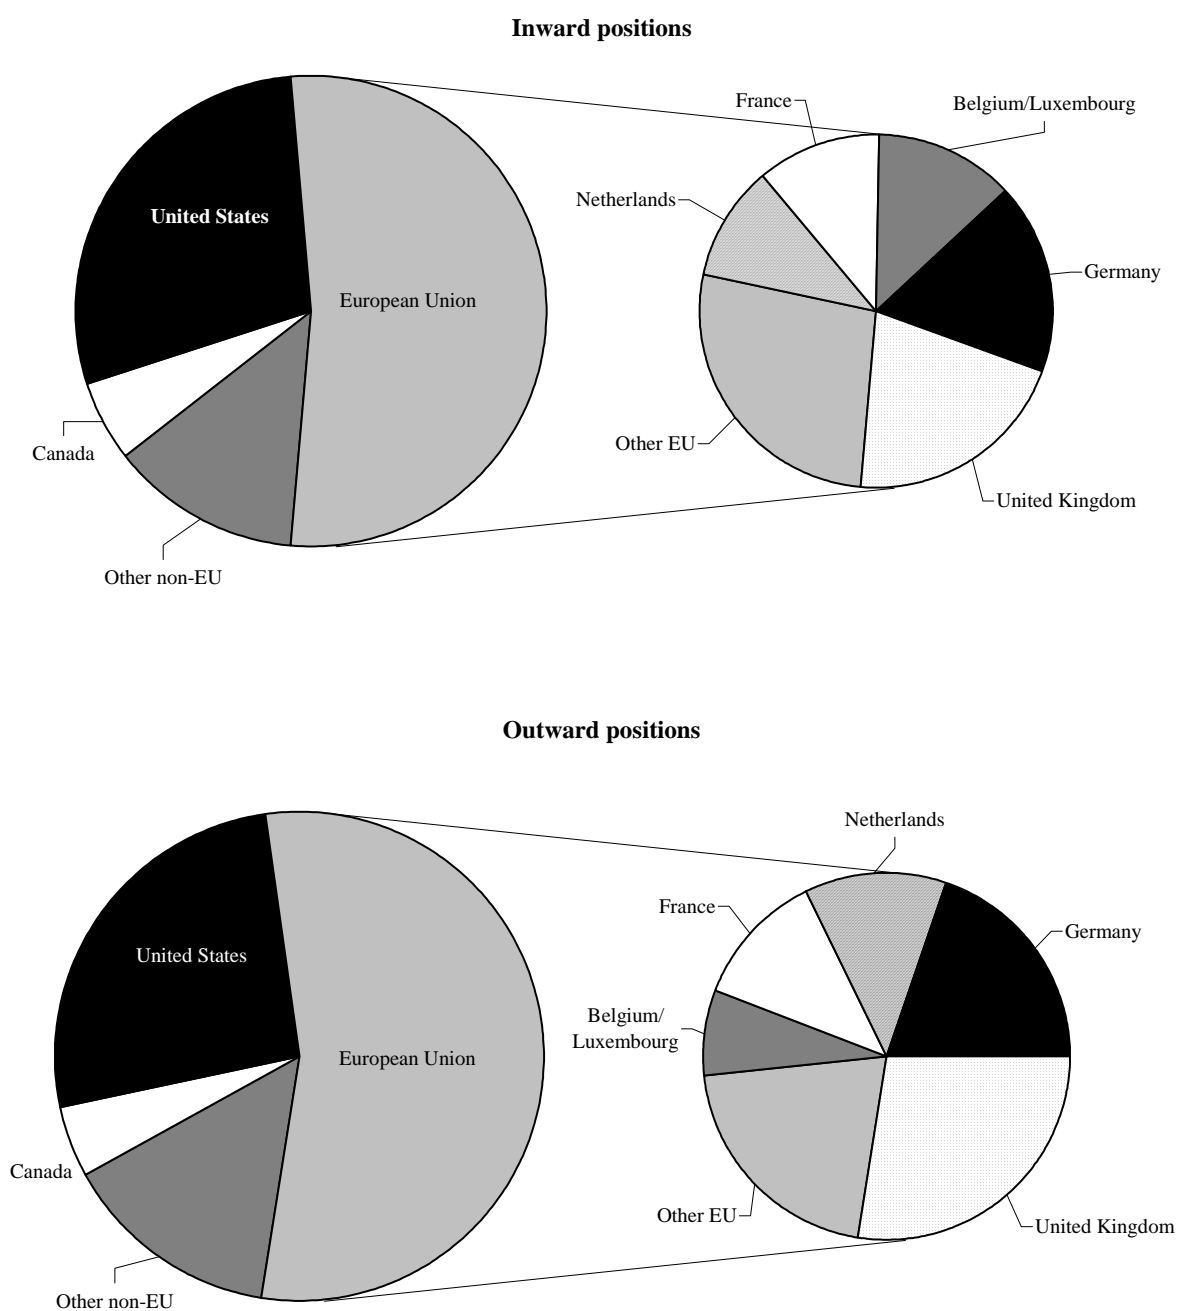 Inward positions
France
Belgium/Luxembourg
Netherlands
United States
Germany
European Union
Other EU
Canada
United Kingdom
Other non-EU
Outward positions
Netherlands
France
Germany
United States
Belgium/
Luxembourg
European Union
Canada
Other EU
United Kingdom
Other non-EU